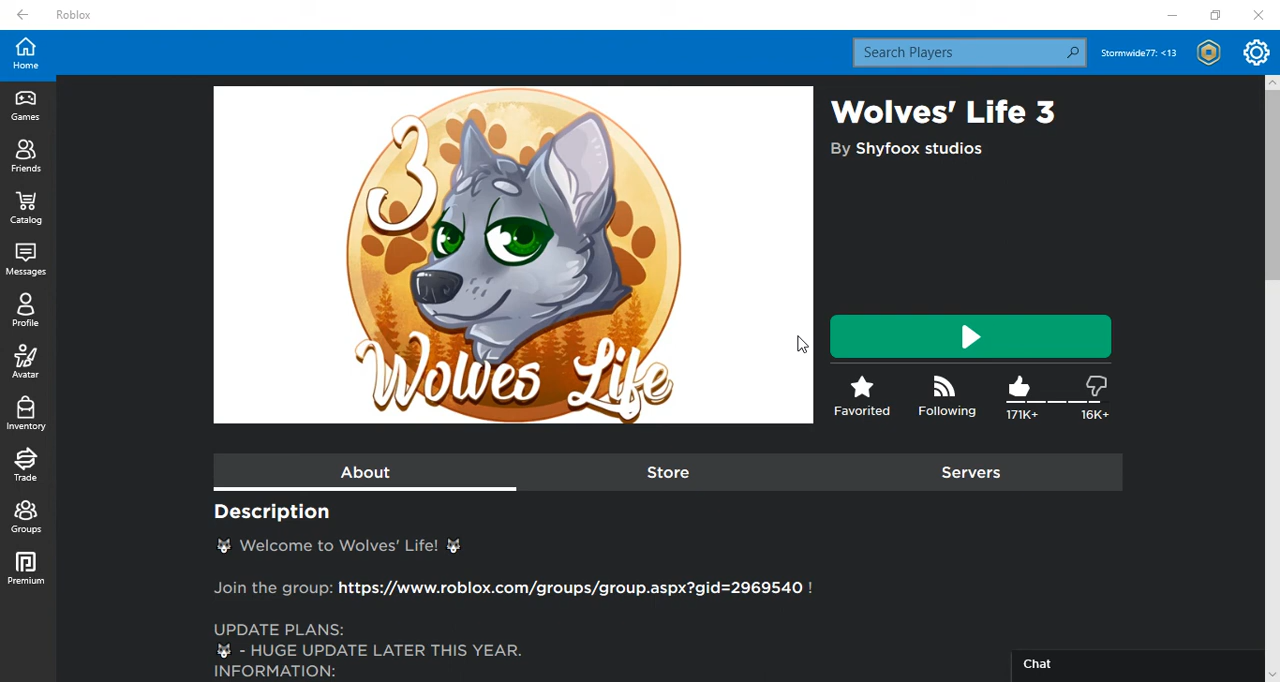 Roblox
Search Players
Stormwide77: <13
Home
Games
Friends
Catalog
Messages
Profile
Avatar
Inventory
Trade
Groups
Premium
3
Wolves Life
Wolves' Life 3
By Shyfoox studios
Favorited
Following
171K+
16K+
About
Store
Servers
Description
🐺 Welcome to Wolves' Life! 🐺
Join the group: https://www.roblox.com/groups/group.aspx?gid=2969540 !
UPDATE PLANS:
🐺 - HUGE UPDATE LATER THIS YEAR.
INFORMATION:
Chat